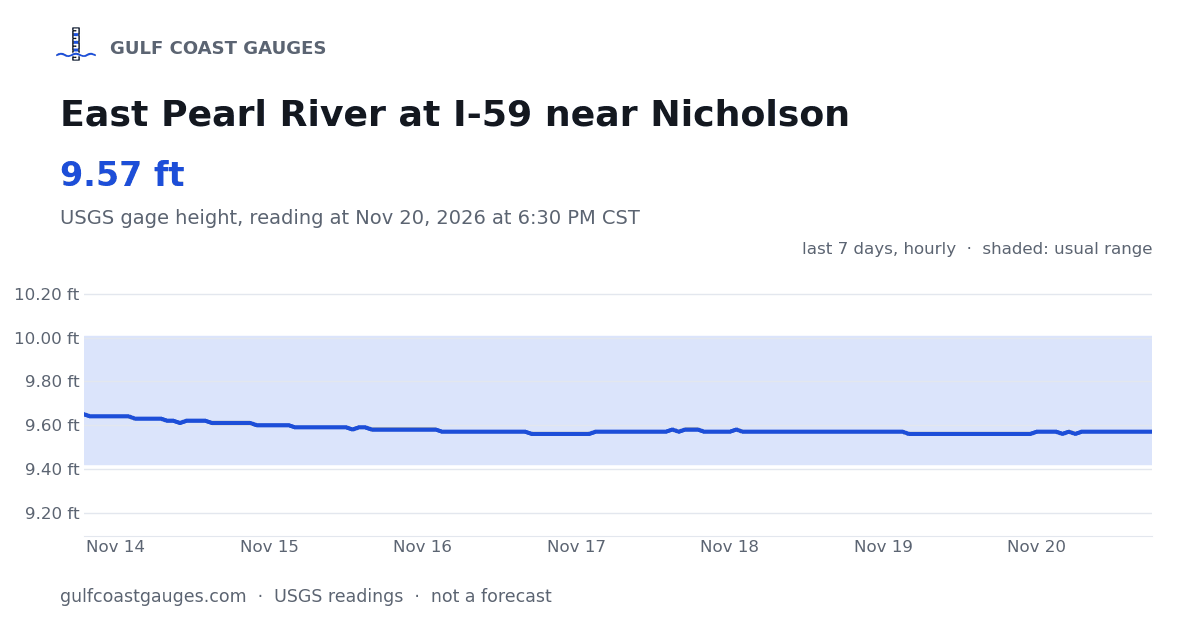 GULF COAST GAUGES
East Pearl River at I-59 near Nicholson
9.57 ft
USGS gage height, reading at Nov 20, 2026 at 6:30 PM CST
last 7 days, hourly · shaded: usual range
10.20 ft
10.00 ft
9.80 ft
9.60 ft
9.40 ft
9.20 ft
Nov 14 Nov 15 Nov 16 Nov 17 Nov 18 Nov 19 Nov 20
gulfcoastgauges.com · USGS readings · not a forecast